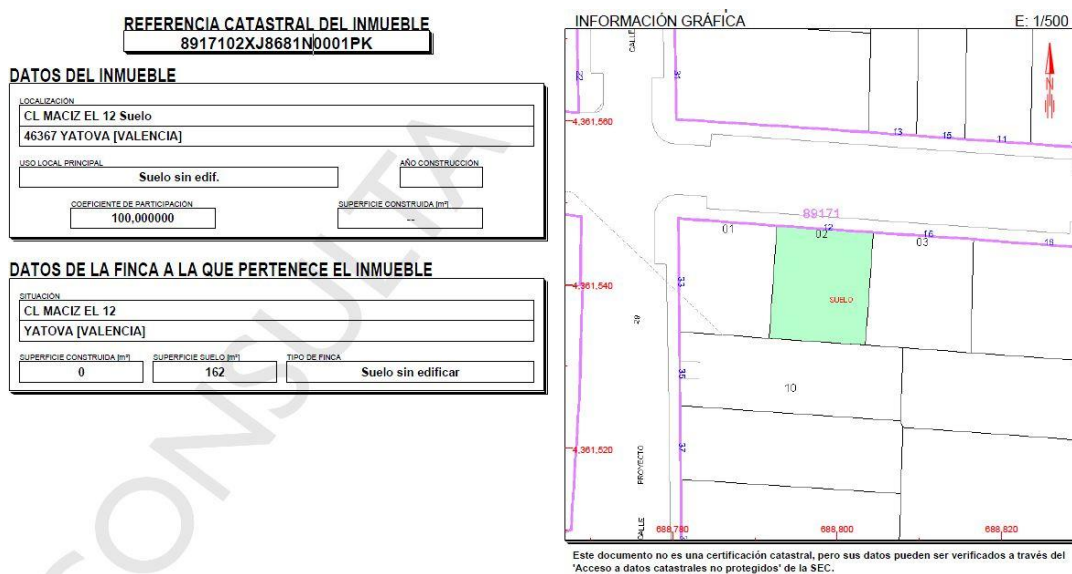 REFERENCIA CATASTRAL DEL INMUEBLE
8917102XJ8681N0001PK
DATOS DEL INMUEBLE
LOCALIZACIÓN
CL MACIZ EL 12 Suelo
46367 YATOVA [VALENCIA]
USO LOCAL PRINCIPAL
AÑO CONSTRUCCIÓN
Suelo sin edif.
COEFICIENTE DE PARTICIPACIÓN
SUPERFICIE CONSTRUIDA [m²]
100,000000
--
DATOS DE LA FINCA A LA QUE PERTENECE EL INMUEBLE
SITUACIÓN
CL MACIZ EL 12
YATOVA [VALENCIA]
SUPERFICIE CONSTRUIDA [m²]
SUPERFICIE SUELO [m²]
TIPO DE FINCA
0
162
Suelo sin edificar
CONSULTA
INFORMACIÓN GRÁFICA
E: 1/500
CALLE
31
N
4,361,560
13
15
11
89171
01
12
02
16
03
18
33
4,361,540
SUELO
35
10
37
4,361,520
PROYECTO
CALLE
688,780
688,800
688,820
Este documento no es una certificación catastral, pero sus datos pueden ser verificados a través del
'Acceso a datos catastrales no protegidos' de la SEC.